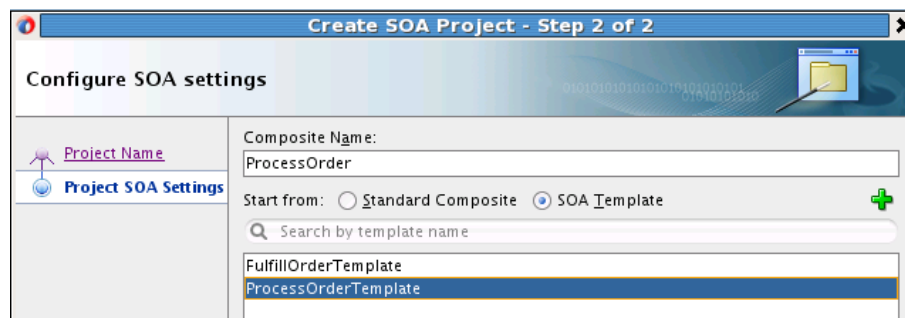 Create SOA Project - Step 2 of 2
Configure SOA settings
Project Name
Project SOA Settings
Composite Name:
ProcessOrder
Start from: Standard Composite SOA Template
Search by template name
FulfillOrderTemplate
ProcessOrderTemplate